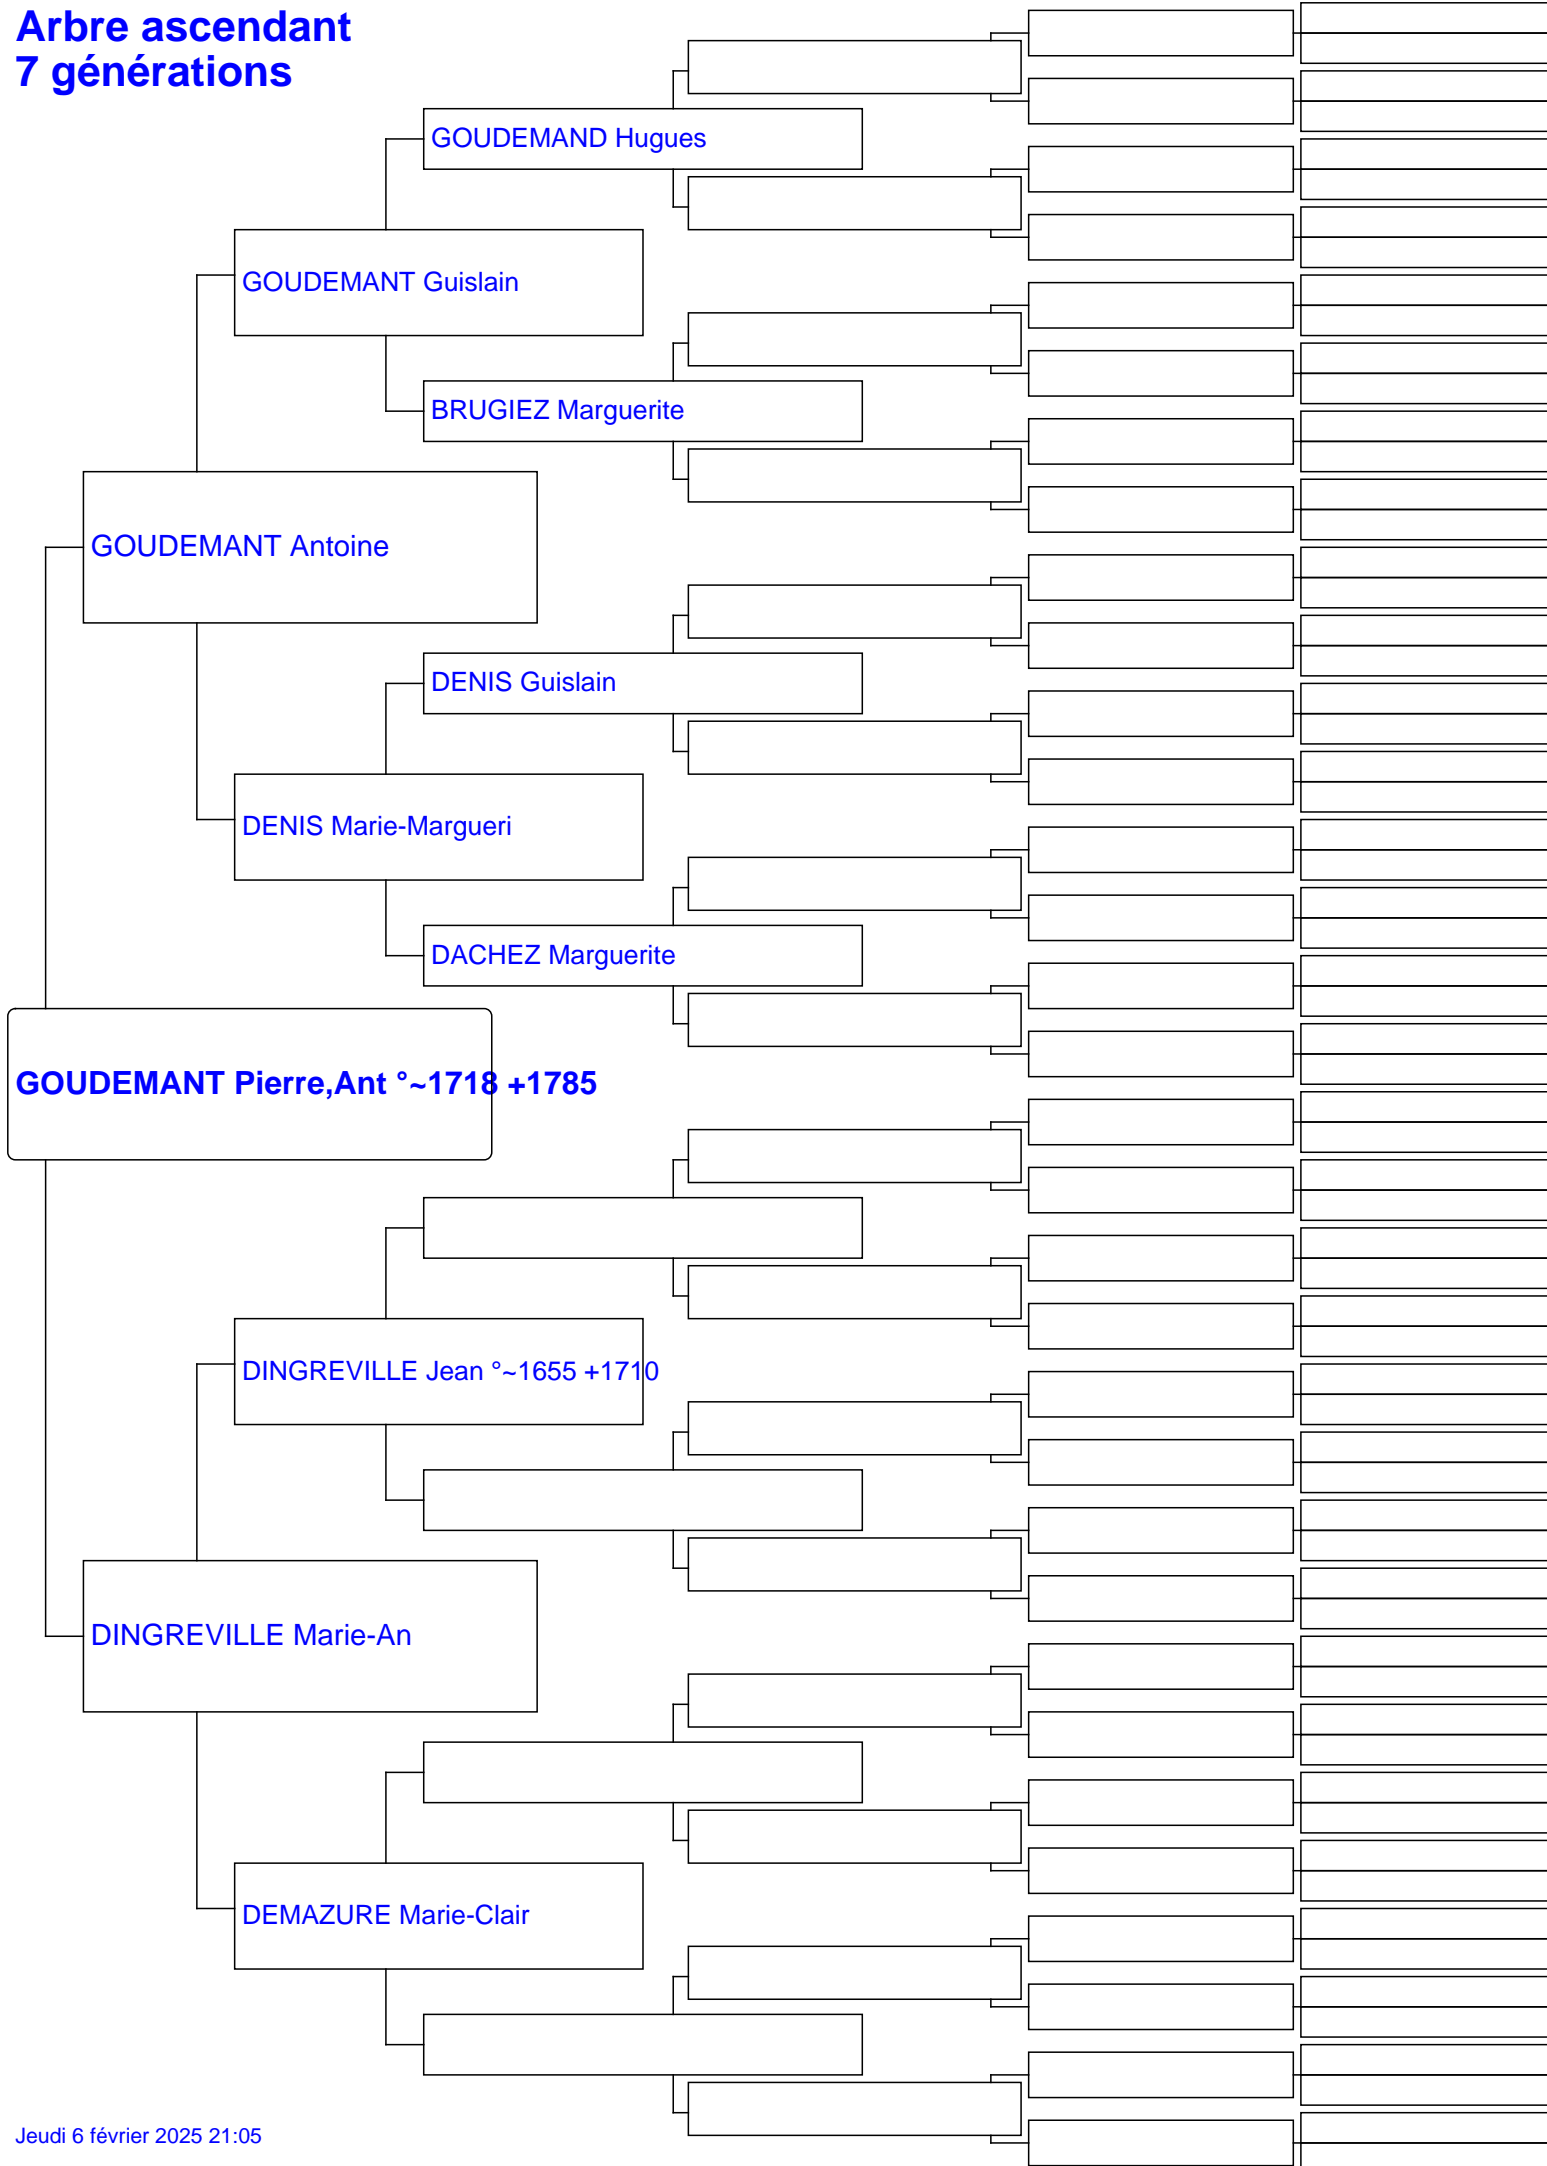 Arbre ascendant
7 générations
GOUDEMAND Hugues
GOUDEMANT Guislain
BRUGIEZ Marguerite
GOUDEMANT Antoine
DENIS Guislain
DENIS Marie-Margueri
DACHEZ Marguerite
GOUDEMANT Pierre,Ant °~1718 +1785
DINGREVILLE Jean °~1655 +1710
DINGREVILLE Marie-An
DEMAZURE Marie-Clair
Jeudi 6 février 2025 21:05